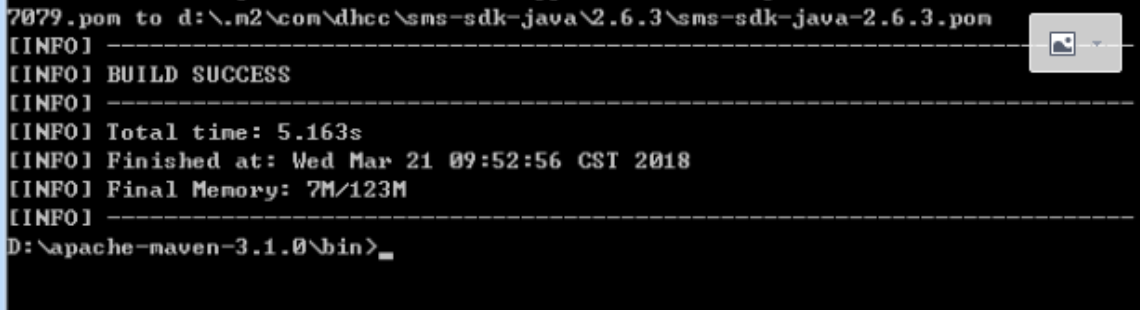 7079.pom to d:\.m2\com\dhcc\sms-sdk-java\2.6.3\sms-sdk-java-2.6.3.pom
[INFO] ------------------------------------------------------------------------
[INFO] BUILD SUCCESS
[INFO] ------------------------------------------------------------------------
[INFO] Total time: 5.163s
[INFO] Finished at: Wed Mar 21 09:52:56 CST 2018
[INFO] Final Memory: 7M/123M
[INFO] ------------------------------------------------------------------------
D:\apache-maven-3.1.0\bin>_